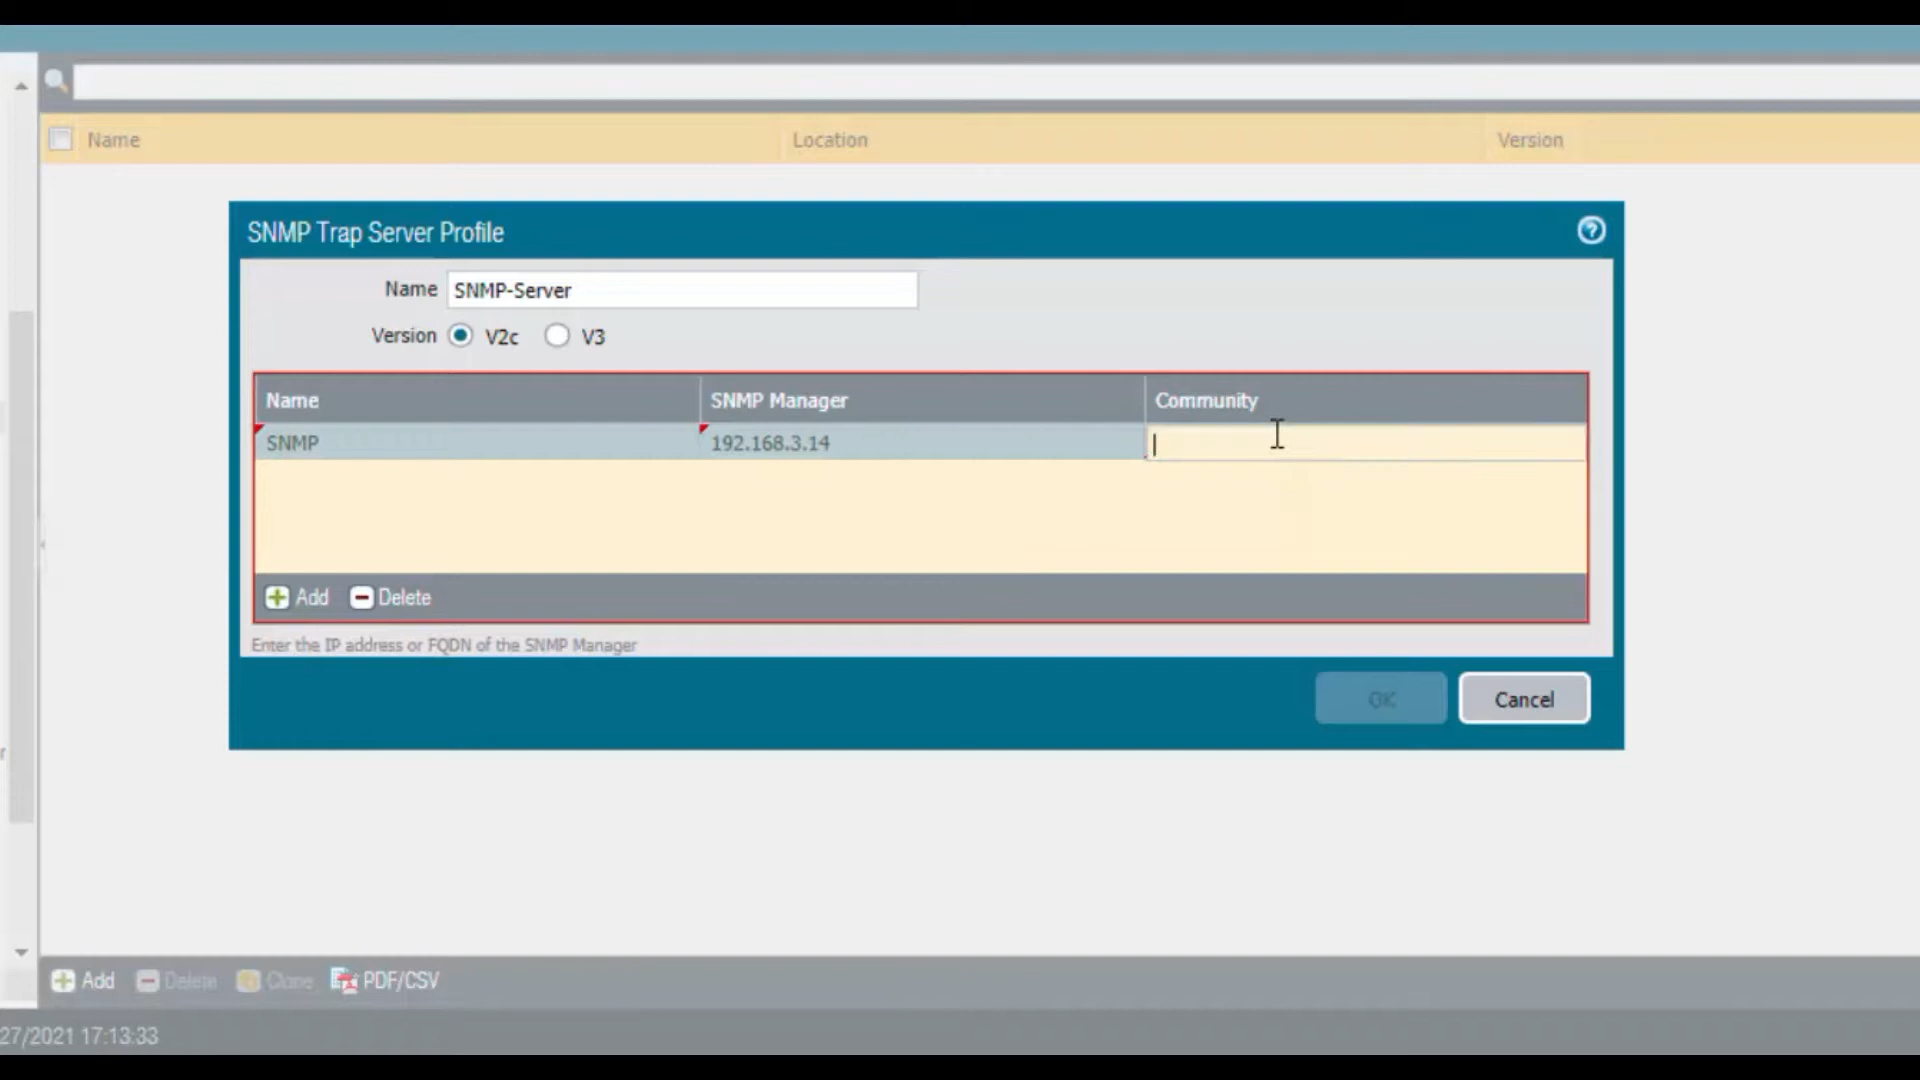 Name Location Version
SNMP Trap Server Profile
Name SNMP-Server
Version V2c V3
Name SNMP Manager Community
SNMP 192.168.3.14
Add Delete
Enter the IP address or FQDN of the SNMP Manager
OK Cancel
r
Add Delete Clone PDF/CSV
27/2021 17:13:33